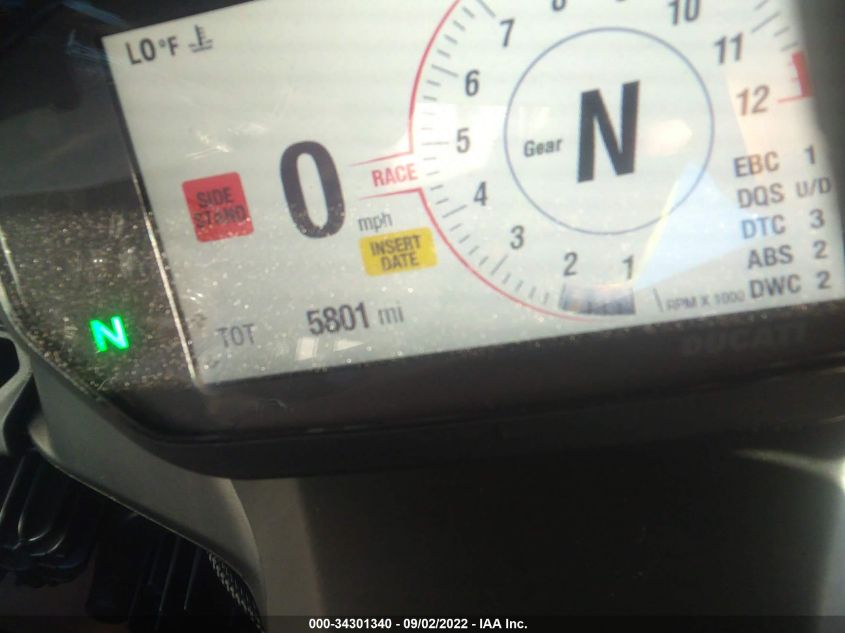 LO °F
7
8
9
10
11
12
6
5
4
3
2
1
Gear N
RACE
SIDE STAND
0 mph
INSERT DATE
EBC 1
DQS U/D
DTC 3
ABS 2
DWC 2
RPM X 1000
TOT 5801 mi
N
DUCATI
000-34301340 - 09/02/2022 - IAA Inc.